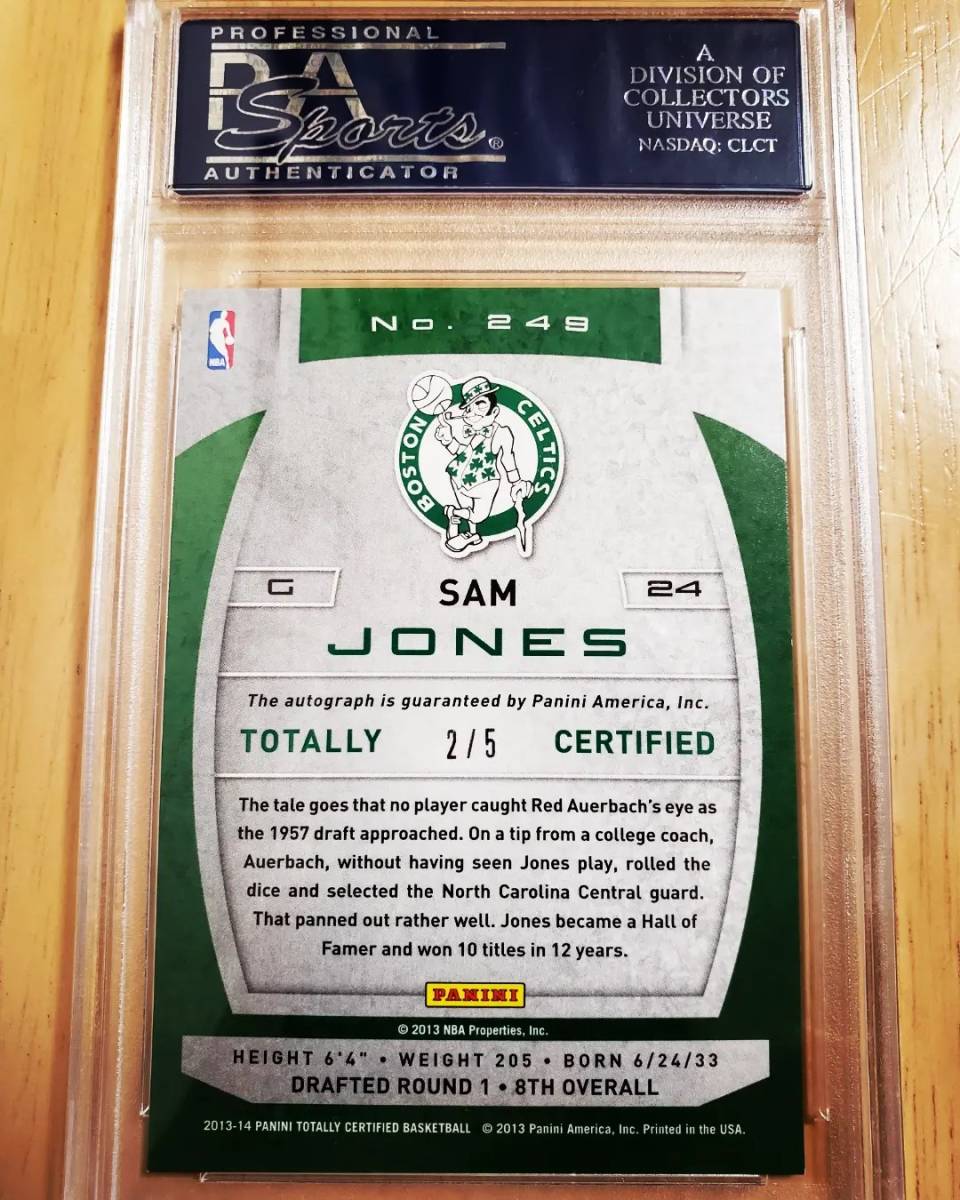 PROFESSIONAL
PSA
Sports®
AUTHENTICATOR
A
DIVISION OF
COLLECTORS
UNIVERSE
NASDAQ: CLCT
NBA
No. 249
BOSTON CELTICS
G
SAM
24
JONES
The autograph is guaranteed by Panini America, Inc.
TOTALLY 2/5 CERTIFIED
The tale goes that no player caught Red Auerbach's eye as
the 1957 draft approached. On a tip from a college coach,
Auerbach, without having seen Jones play, rolled the
dice and selected the North Carolina Central guard.
That panned out rather well. Jones became a Hall of
Famer and won 10 titles in 12 years.
PANINI
© 2013 NBA Properties, Inc.
HEIGHT 6'4" • WEIGHT 205 • BORN 6/24/33
DRAFTED ROUND 1 • 8TH OVERALL
2013-14 PANINI TOTALLY CERTIFIED BASKETBALL © 2013 Panini America, Inc. Printed in the USA.